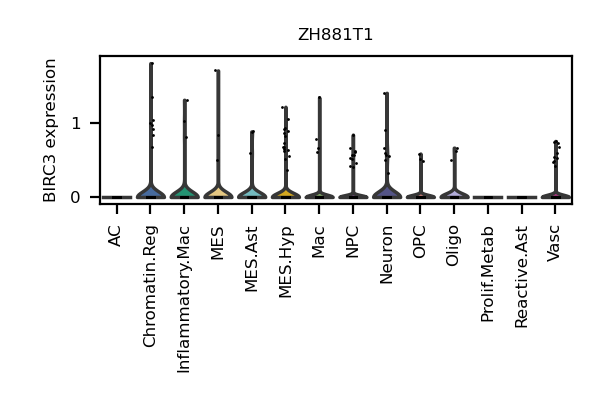 ZH881T1
BIRC3 expression
1
0
AC
Chromatin.Reg
Inflammatory.Mac
MES
MES.Ast
MES.Hyp
Mac
NPC
Neuron
OPC
Oligo
Prolif.Metab
Reactive.Ast
Vasc